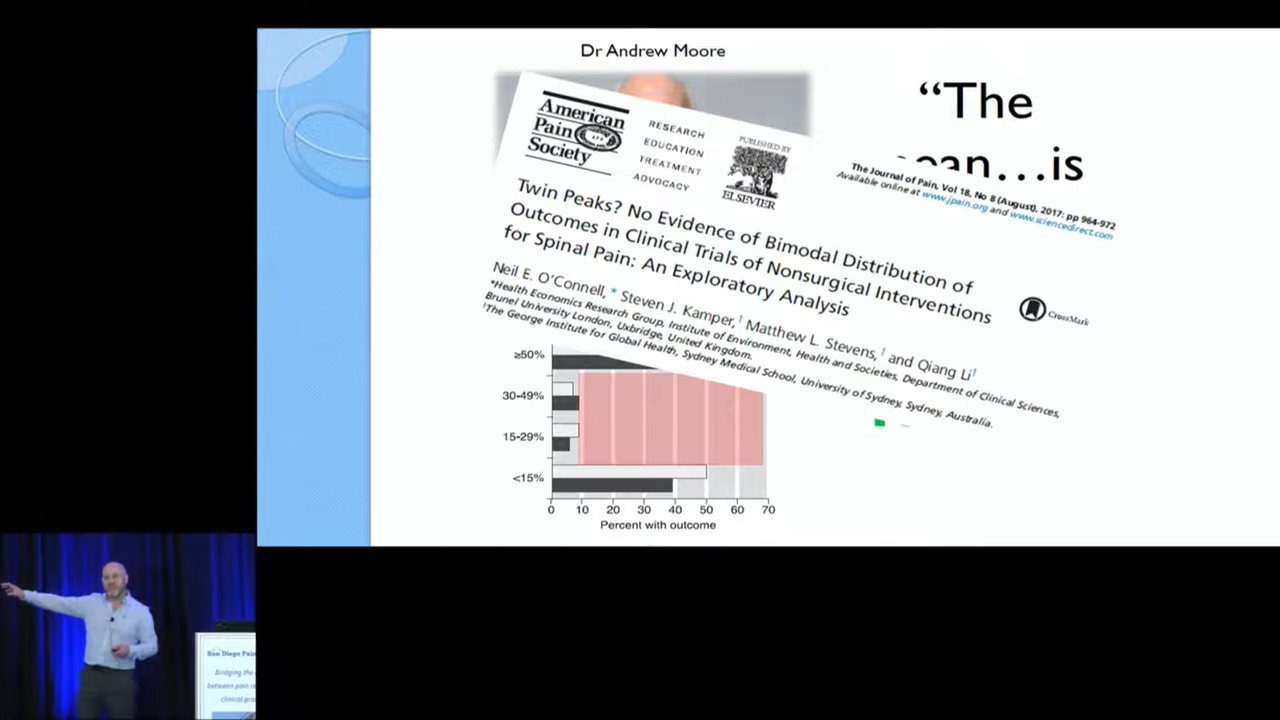 Dr Andrew Moore
“The
…is
American
Pain
Society
RESEARCH
EDUCATION
TREATMENT
ADVOCACY
PUBLISHED BY
ELSEVIER
The Journal of Pain, Vol 18, No 8 (August), 2017: pp 964-972
Available online at www.jpain.org and www.sciencedirect.com
Twin Peaks? No Evidence of Bimodal Distribution of
Outcomes in Clinical Trials of Nonsurgical Interventions
for Spinal Pain: An Exploratory Analysis
CrossMark
Neil E. O’Connell, * Steven J. Kamper, † Matthew L. Stevens, † and Qiang Li†
*Health Economics Research Group, Institute of Environment, Health and Societies, Department of Clinical Sciences,
Brunel University London, Uxbridge, United Kingdom.
†The George Institute for Global Health, Sydney Medical School, University of Sydney, Sydney, Australia.
≥50%
30-49%
15-29%
<15%
0 10 20 30 40 50 60 70
Percent with outcome
San Diego
Bridging the
between pain
clinical